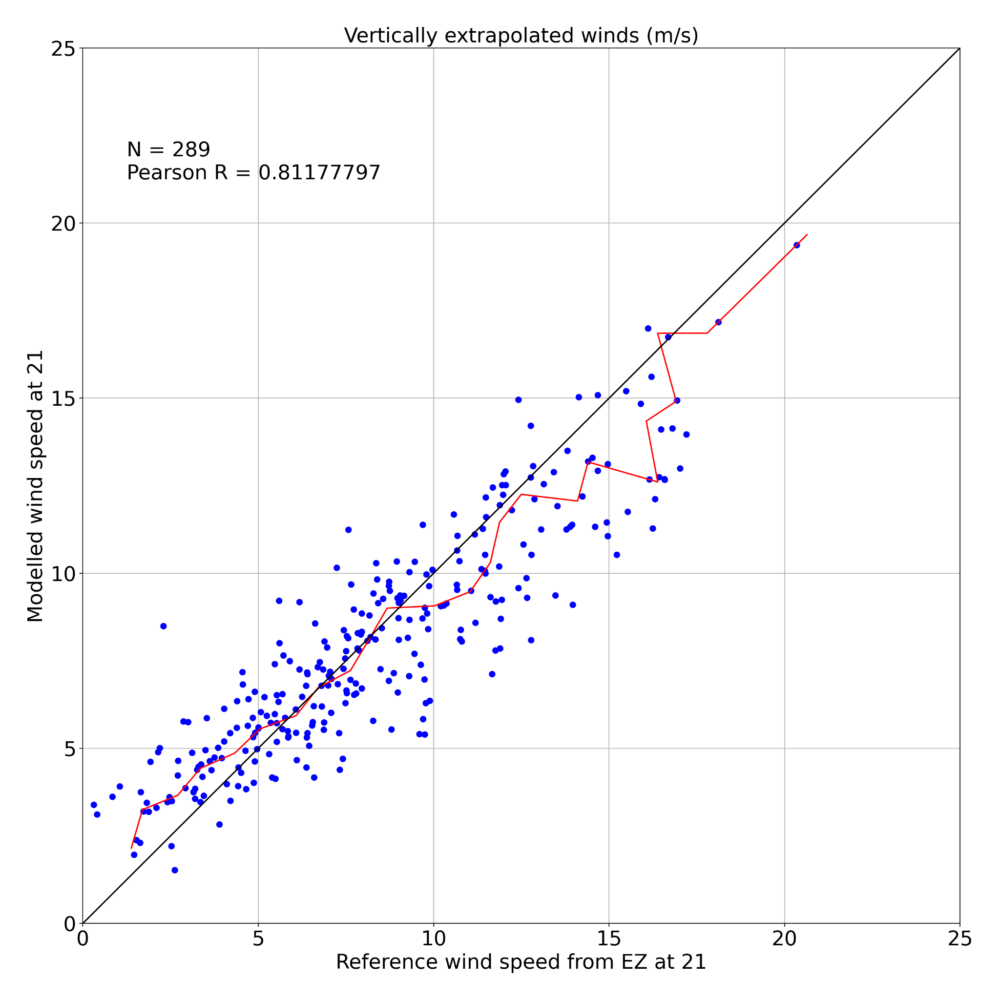 Vertically extrapolated winds (m/s)
25
20
15
10
5
0
N = 289
Pearson R = 0.81177797
Modelled wind speed at 21
0 5 10 15 20 25
Reference wind speed from EZ at 21